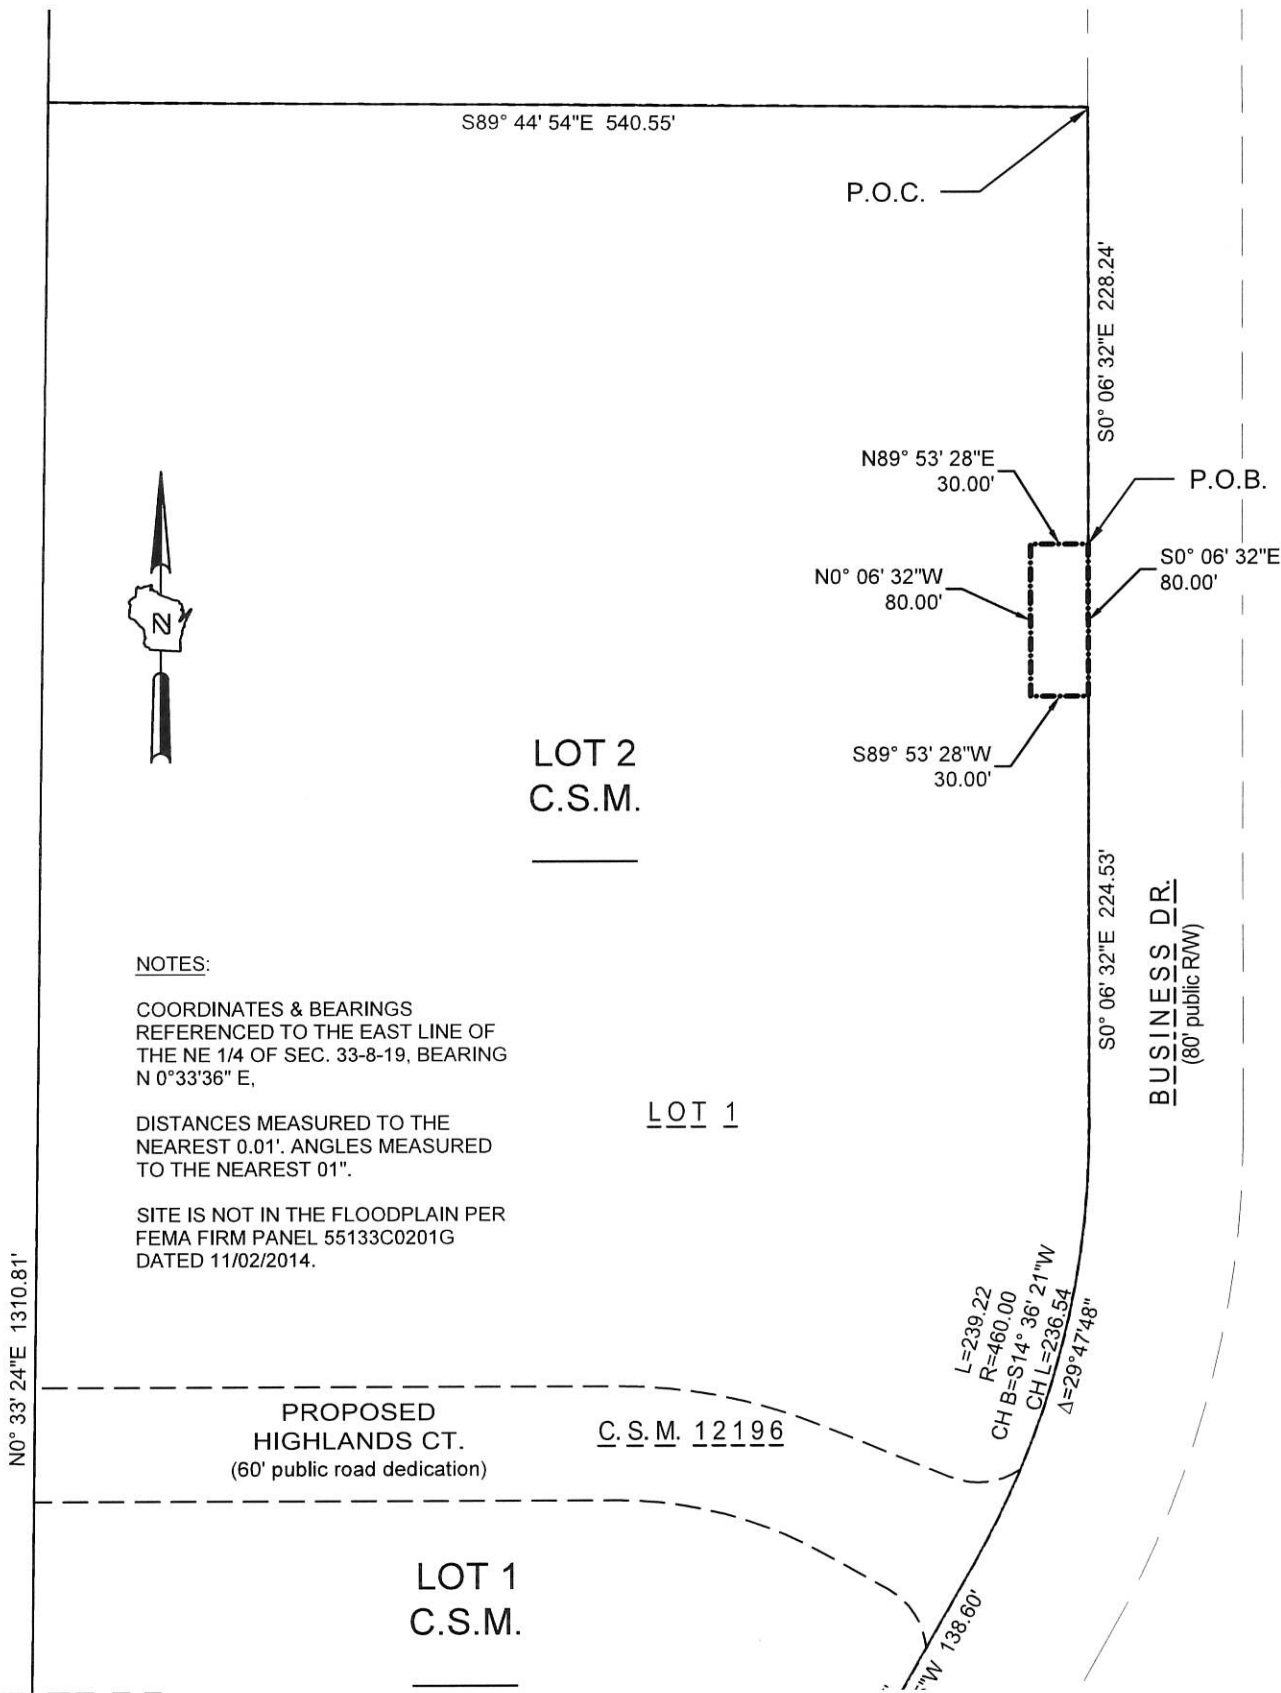 S89° 44' 54"E 540.55'
P.O.C.
S0° 06' 32"E 228.24'
N89° 53' 28"E
30.00'
P.O.B.
N0° 06' 32"W
80.00'
S0° 06' 32"E
80.00'
S89° 53' 28"W
30.00'
N
LOT 2
C.S.M.
S0° 06' 32"E 224.53'
BUSINESS DR.
(80' public R/W)
NOTES:
COORDINATES & BEARINGS
REFERENCED TO THE EAST LINE OF
THE NE 1/4 OF SEC. 33-8-19, BEARING
N 0°33'36" E,
DISTANCES MEASURED TO THE
NEAREST 0.01'. ANGLES MEASURED
TO THE NEAREST 01".
SITE IS NOT IN THE FLOODPLAIN PER
FEMA FIRM PANEL 55133C0201G
DATED 11/02/2014.
LOT 1
N0° 33' 24"E 1310.81'
L=239.22
R=460.00
CH B=S14° 36' 21"W
CH L=236.54
Δ=29°47'48"
PROPOSED
HIGHLANDS CT.
(60' public road dedication)
C.S.M. 12196
LOT 1
C.S.M.
"W 138.60'